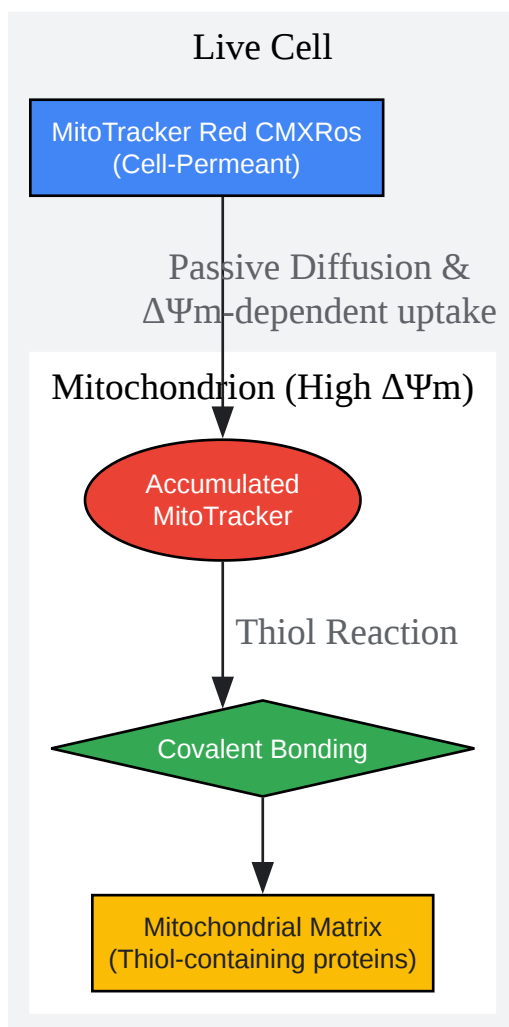 Live Cell
MitoTracker Red CMXRos
(Cell-Permeant)
Passive Diffusion &
ΔΨm-dependent uptake
Mitochondrion (High ΔΨm)
Accumulated
MitoTracker
Thiol Reaction
Covalent Bonding
Mitochondrial Matrix
(Thiol-containing proteins)